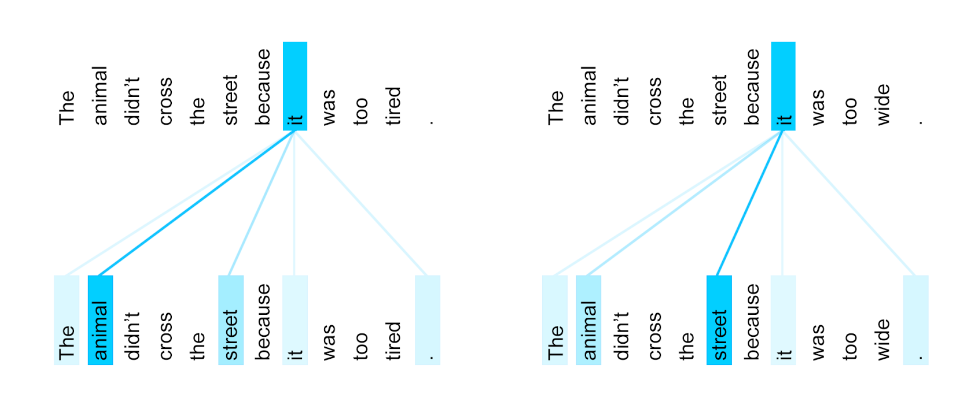 The animal didn't cross the street because it was too tired .
The animal didn't cross the street because it was too wide .
The animal didn't cross the street because it was too tired .
The animal didn't cross the street because it was too wide .